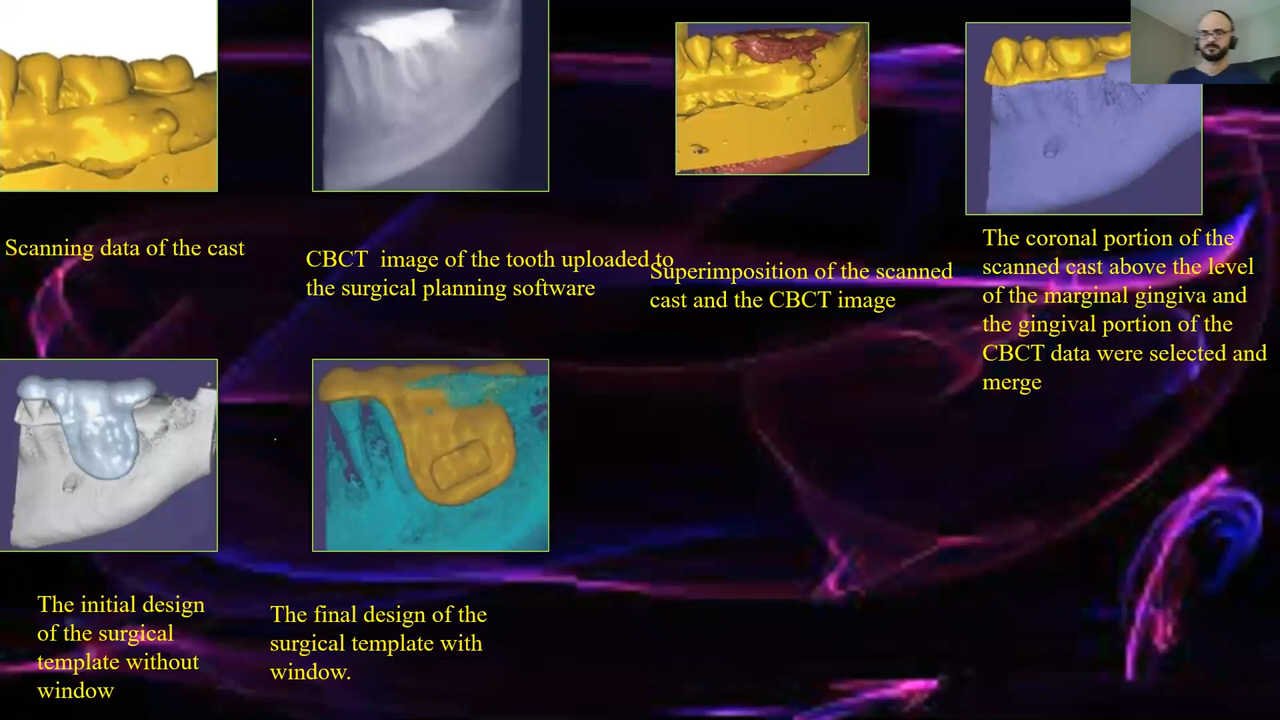 Scanning data of the cast
CBCT  image of the tooth uploaded to
the surgical planning software
Superimposition of the scanned
cast and the CBCT image
The coronal portion of the
scanned cast above the level
of the marginal gingiva and
the gingival portion of the
CBCT data were selected and
merge
The initial design
of the surgical
template without
window
The final design of the
surgical template with
window.